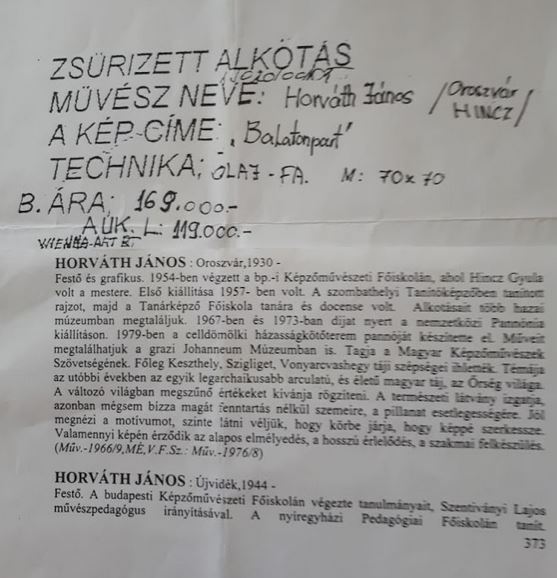 ZSÜRIZETT ALKOTÁS
MŰVÉSZ NEVE: Horváth János /Oroszvár
HINCZ/
A KÉP-CÍME: „Balatonpart"
TECHNIKA: OLAJ-FA. M: 70x70
B. ÁRA: 169.000.-
AUK. L: 119.000.-
WIENNA-ART
HORVÁTH JÁNOS : Oroszvár,1930 -
Festő és grafikus. 1954-ben végzett a bp.-i Képzőművészeti Főiskolán, ahol Hincz Gyula
volt a mestere. Első kiállítása 1957- ben volt. A szombathelyi Tanítóképzőben tanított
rajzot, majd a Tanárképző Főiskola tanára és docense volt. Alkotásait több hazai
múzeumban megtaláljuk. 1967-ben és 1973-ban díjat nyert a nemzetközi Pannónia
kiállításon. 1979-ben a celldömölki házasságkötőterem pannóját készítette el. Műveit
megtalálhatjuk a grazi Johanneum Múzeumban is. Tagja a Magyar Képzőművészek
Szövetségének. Főleg Keszthely, Szigliget, Vonyarcvashegy táji szépségei ihlették. Témája
az utóbbi években az egyik legarchaikusabb arculatú, és életű magyar táj, az Őrség világa.
A változó világban megszűnő értékeket kívánja rögzíteni. A természeti látvány izgatja,
azonban mégsem bízza magát fenntartás nélkül szemeire, a pillanat esetlegességére. Jól
megnézi a motívumot, szinte látni véljük, hogy körbe járja, hogy képpé szerkessze.
Valamennyi képén érződik az alapos elmélyedés, a hosszú érlelődés, a szakmai felkészülés.
(Műv.-1966/9,MÉ,V.F.Sz.: Műv.-1976/8)
HORVÁTH JÁNOS : Újvidék,1944 -
Festő. A budapesti Képzőművészeti Főiskolán végezte tanulmányait, Szentiványi Lajos
művészpedagógus irányításával. A nyíregyházi Pedagógiai Főiskolán tanít.
373